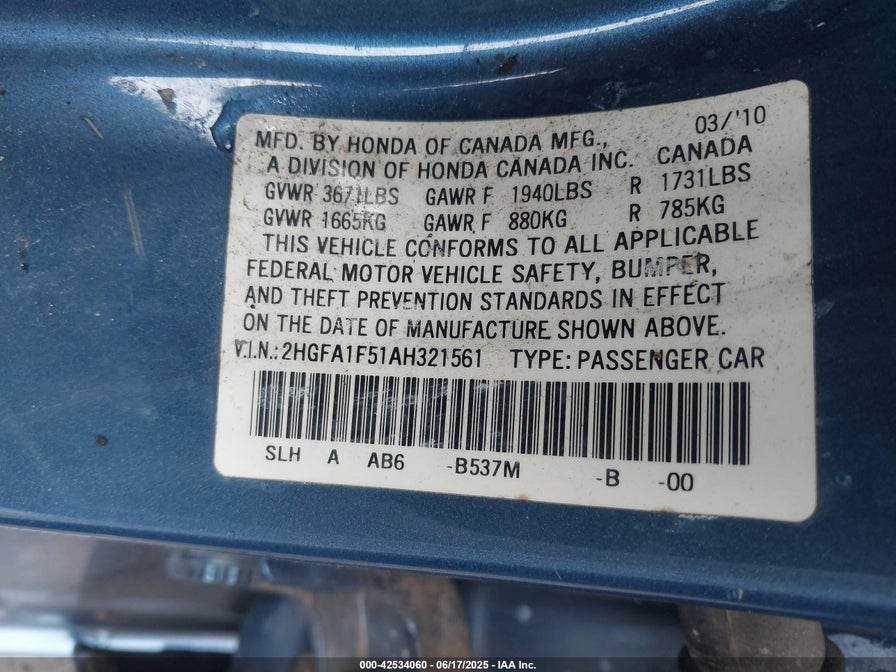 03/'10
MFD. BY HONDA OF CANADA MFG.,
A DIVISION OF HONDA CANADA INC. CANADA
GVWR 3671LBS GAWR F 1940LBS R 1731LBS
GVWR 1665KG GAWR F 880KG R 785KG
THIS VEHICLE CONFORMS TO ALL APPLICABLE
FEDERAL MOTOR VEHICLE SAFETY, BUMPER,
AND THEFT PREVENTION STANDARDS IN EFFECT
ON THE DATE OF MANUFACTURE SHOWN ABOVE.
V.I.N.: 2HGFA1F51AH321561 TYPE: PASSENGER CAR
SLH A AB6 -B537M -B -00
000-42534060 - 06/17/2025 - IAA Inc.